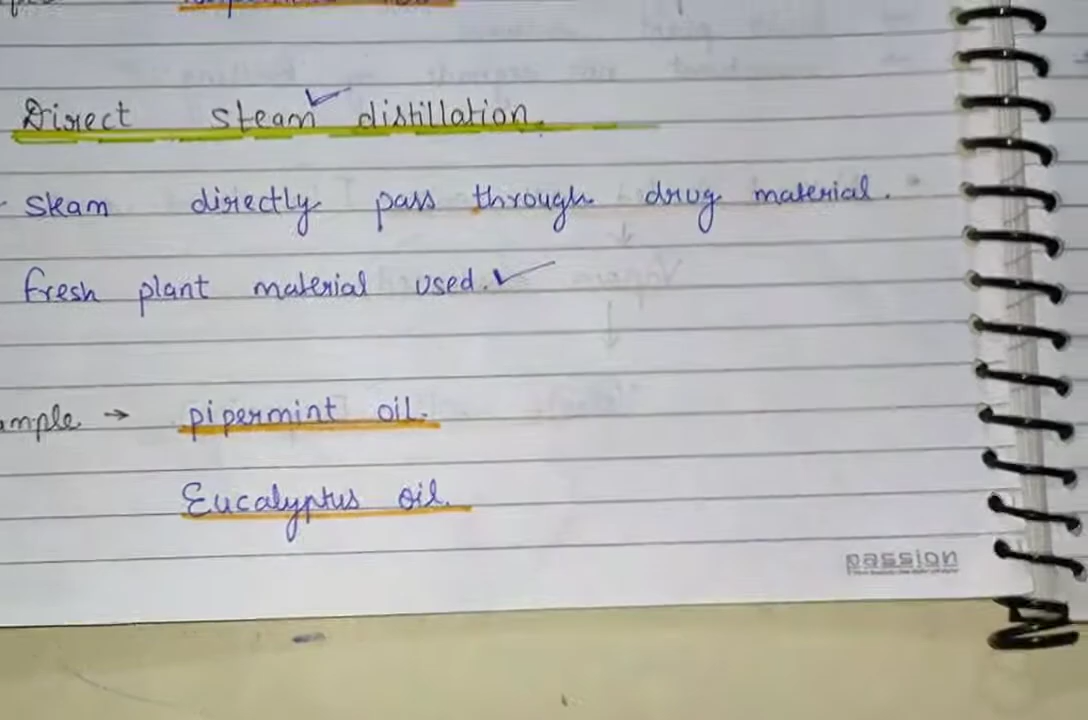 Direct steam distillation.
Steam directly pass through drug material.
fresh plant material used.
ample → pipermint oil.
Eucalyptus oil.
passion